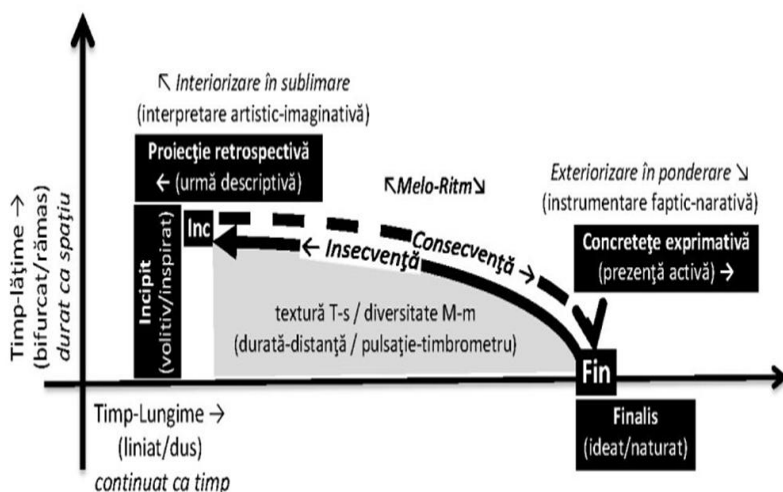 ↖ Interiorizare în sublimare
(interpretare artistic-imaginativă)
Proiecţie retrospectivă
← (urmă descriptivă)
↖Melo-Ritm↘
Exteriorizare în ponderare ↘
(instrumentare faptic-narativă)
Concreteţe exprimativă
(prezenţă activă) →
Timp-lăţime →
(bifurcat/rămas)
durat ca spaţiu
Incipit
(volitiv/inspirat)
Inc
Consecvenţă →
← Insecvenţă
textură T-s / diversitate M-m
(durată-distanţă / pulsaţie-timbrometru)
Fin
Finalis
(ideat/naturat)
Timp-Lungime →
(liniat/dus)
continuat ca timp